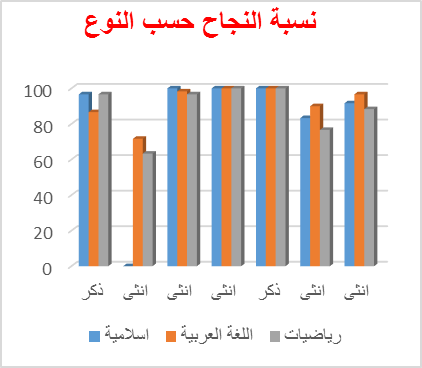 نسبة النجاح حسب النوع
100
80
60
40
20
0
ذكر انثى انثى انثى ذكر انثى انثى
اسلامية اللغة العربية رياضيات